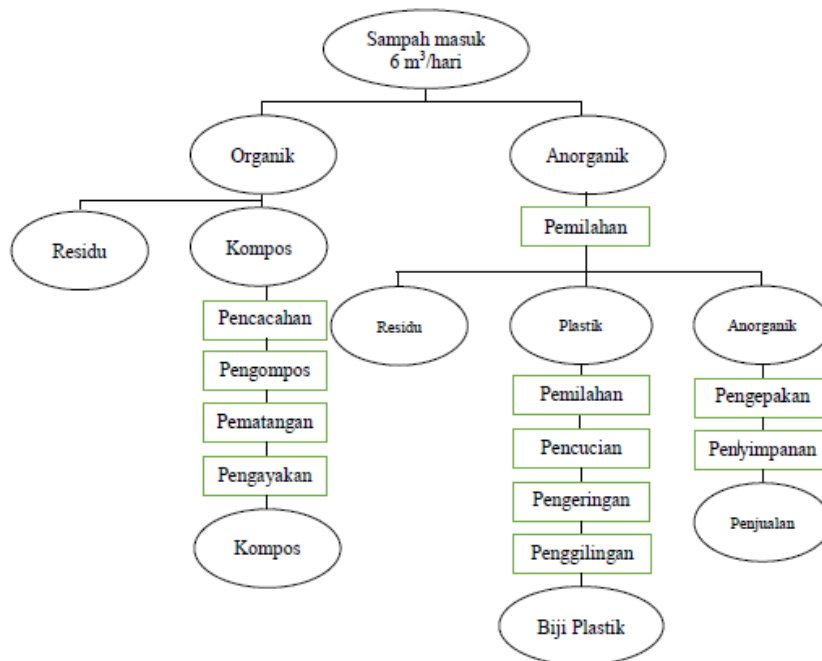 Sampah masuk
6 m³/hari
Organik
Anorganik
Pemilahan
Residu
Kompos
Residu
Plastik
Anorganik
Pencacahan
Pengompos
Pematangan
Pengayakan
Kompos
Pemilahan
Pencucian
Pengeringan
Penggilingan
Biji Plastik
Pengepakan
Penyimpanan
Penjualan